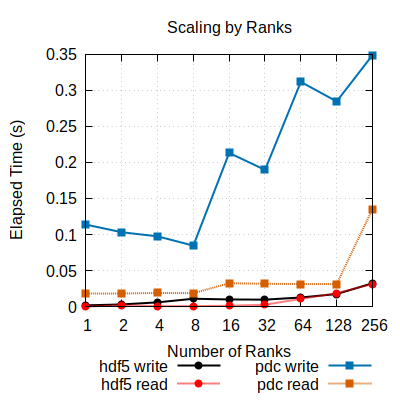 Scaling by Ranks
0.35
0.3
0.25
0.2
0.15
0.1
0.05
0
Elapsed Time (s)
1 2 4 8 16 32 64 128 256
Number of Ranks
hdf5 write pdc write
hdf5 read pdc read